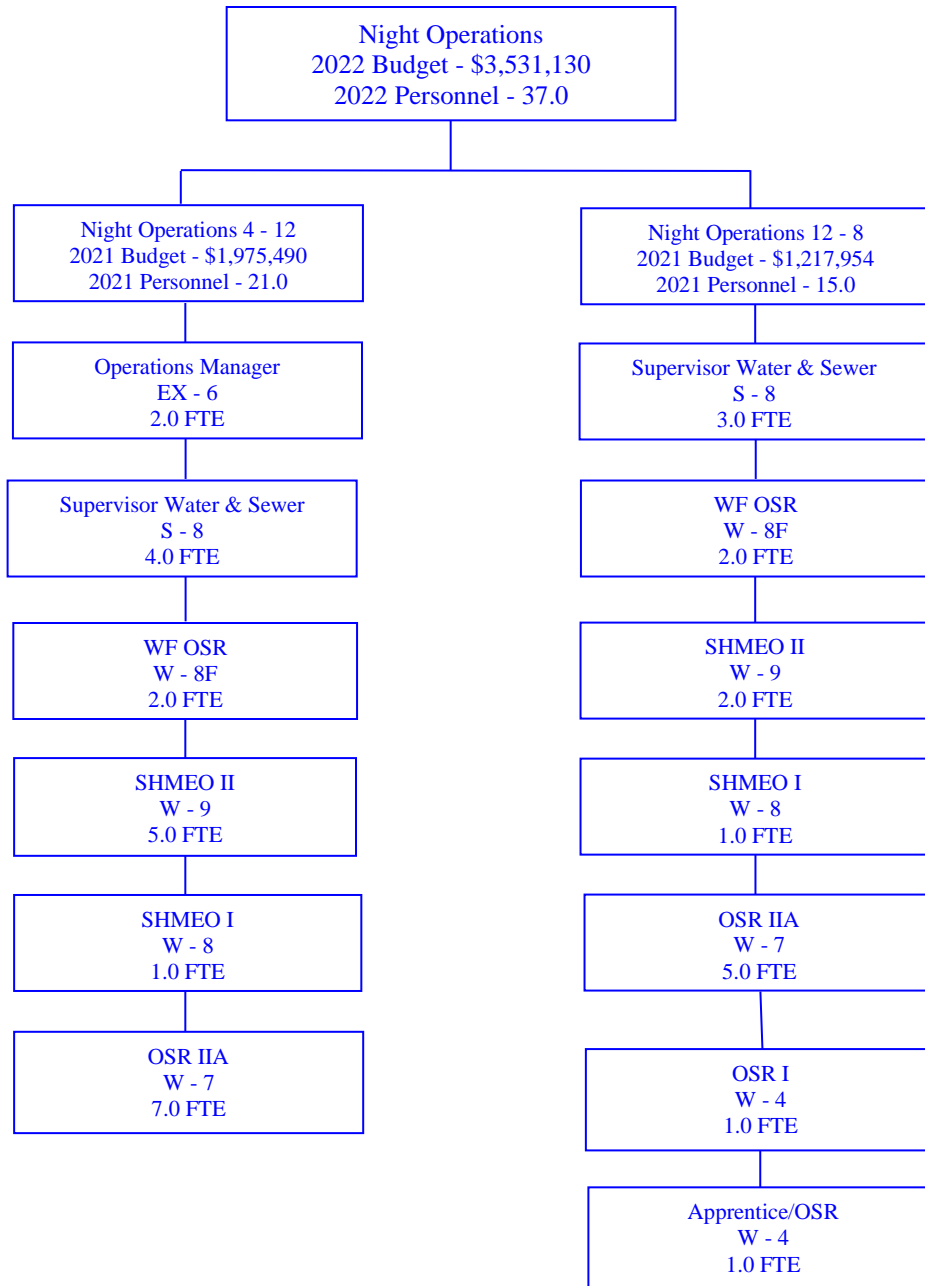 Night Operations
2022 Budget - $3,531,130
2022 Personnel - 37.0
Night Operations 4 - 12
2021 Budget - $1,975,490
2021 Personnel - 21.0
Operations Manager
EX - 6
2.0 FTE
Supervisor Water & Sewer
S - 8
4.0 FTE
WF OSR
W - 8F
2.0 FTE
SHMEO II
W - 9
5.0 FTE
SHMEO I
W - 8
1.0 FTE
OSR IIA
W - 7
7.0 FTE
Night Operations 12 - 8
2021 Budget - $1,217,954
2021 Personnel - 15.0
Supervisor Water & Sewer
S - 8
3.0 FTE
WF OSR
W - 8F
2.0 FTE
SHMEO II
W - 9
2.0 FTE
SHMEO I
W - 8
1.0 FTE
OSR IIA
W - 7
5.0 FTE
OSR I
W - 4
1.0 FTE
Apprentice/OSR
W - 4
1.0 FTE